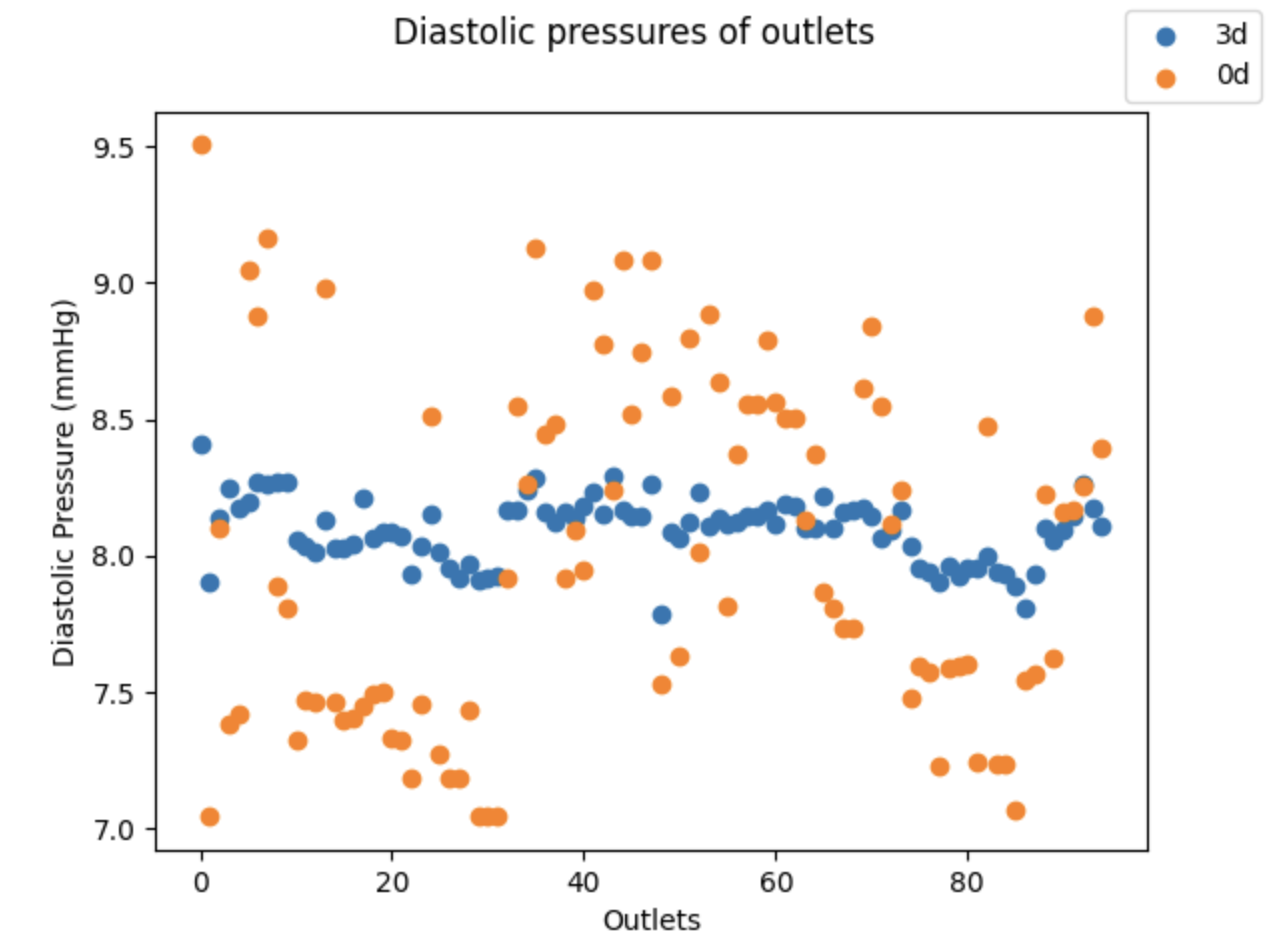 Diastolic pressures of outlets
3d
0d
9.5
9.0
8.5
8.0
7.5
7.0
Diastolic Pressure (mmHg)
0 20 40 60 80
Outlets